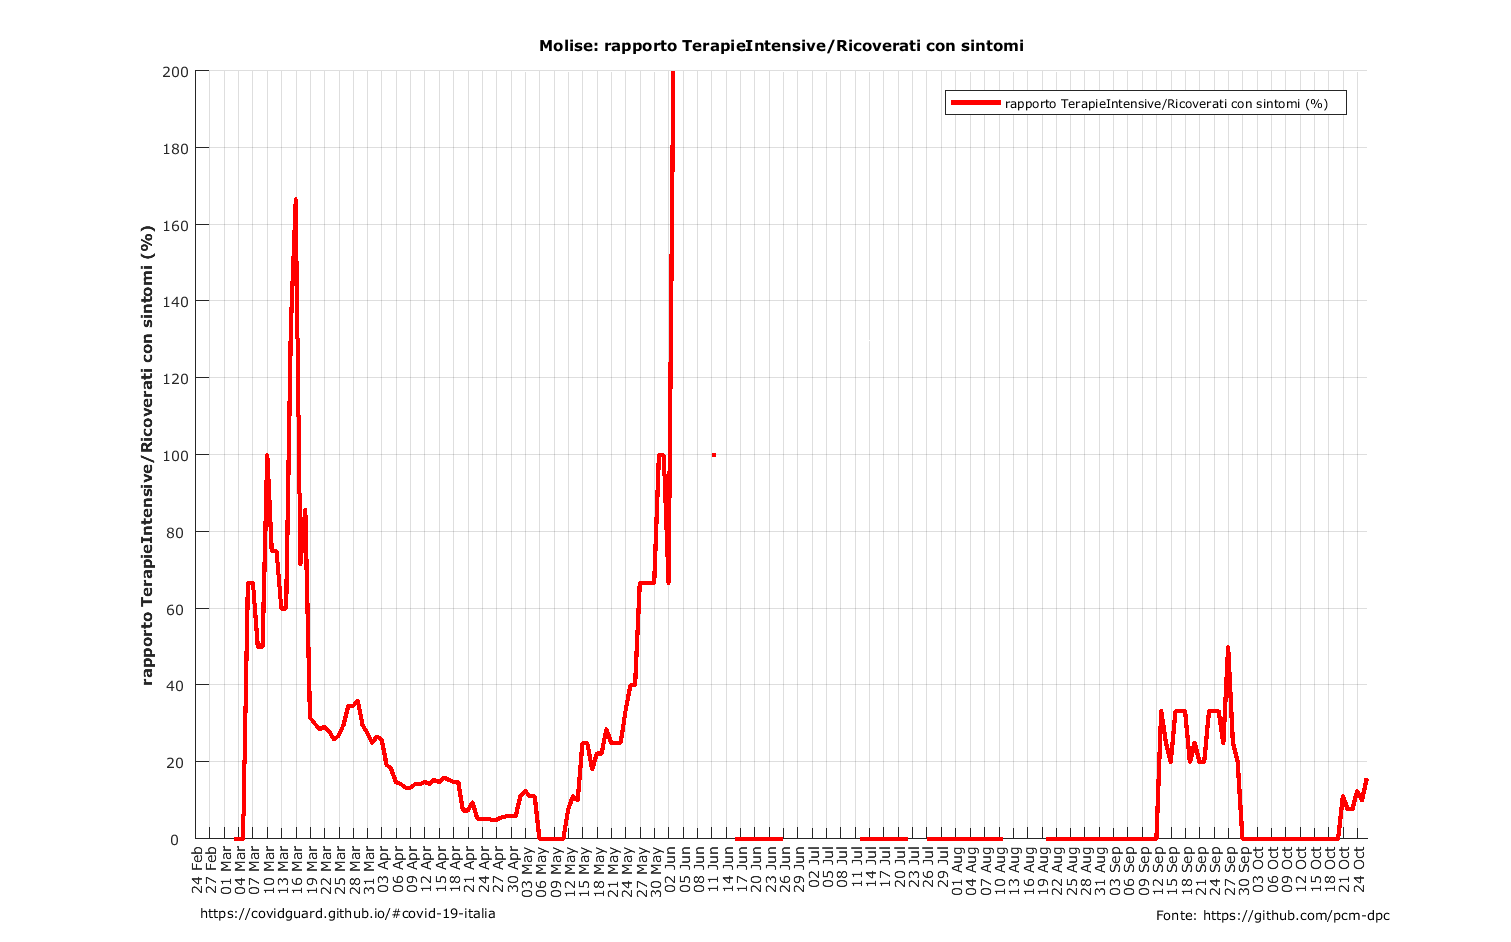 Molise: rapporto TerapieIntensive/Ricoverati con sintomi
rapporto TerapieIntensive/Ricoverati con sintomi (%)
rapporto TerapieIntensive/Ricoverati con sintomi (%)
200
180
160
140
120
100
80
60
40
20
0
24 Feb
27 Feb
01 Mar
04 Mar
07 Mar
10 Mar
13 Mar
16 Mar
19 Mar
22 Mar
25 Mar
28 Mar
31 Mar
03 Apr
06 Apr
09 Apr
12 Apr
15 Apr
18 Apr
21 Apr
24 Apr
27 Apr
30 Apr
03 May
06 May
09 May
12 May
15 May
18 May
21 May
24 May
27 May
30 May
02 Jun
05 Jun
08 Jun
11 Jun
14 Jun
17 Jun
20 Jun
23 Jun
26 Jun
29 Jun
02 Jul
05 Jul
08 Jul
11 Jul
14 Jul
17 Jul
20 Jul
23 Jul
26 Jul
29 Jul
01 Aug
04 Aug
07 Aug
10 Aug
13 Aug
16 Aug
19 Aug
22 Aug
25 Aug
28 Aug
31 Aug
03 Sep
06 Sep
09 Sep
12 Sep
15 Sep
18 Sep
21 Sep
24 Sep
27 Sep
30 Sep
03 Oct
06 Oct
09 Oct
12 Oct
15 Oct
18 Oct
21 Oct
24 Oct
https://covidguard.github.io/#covid-19-italia
Fonte: https://github.com/pcm-dpc